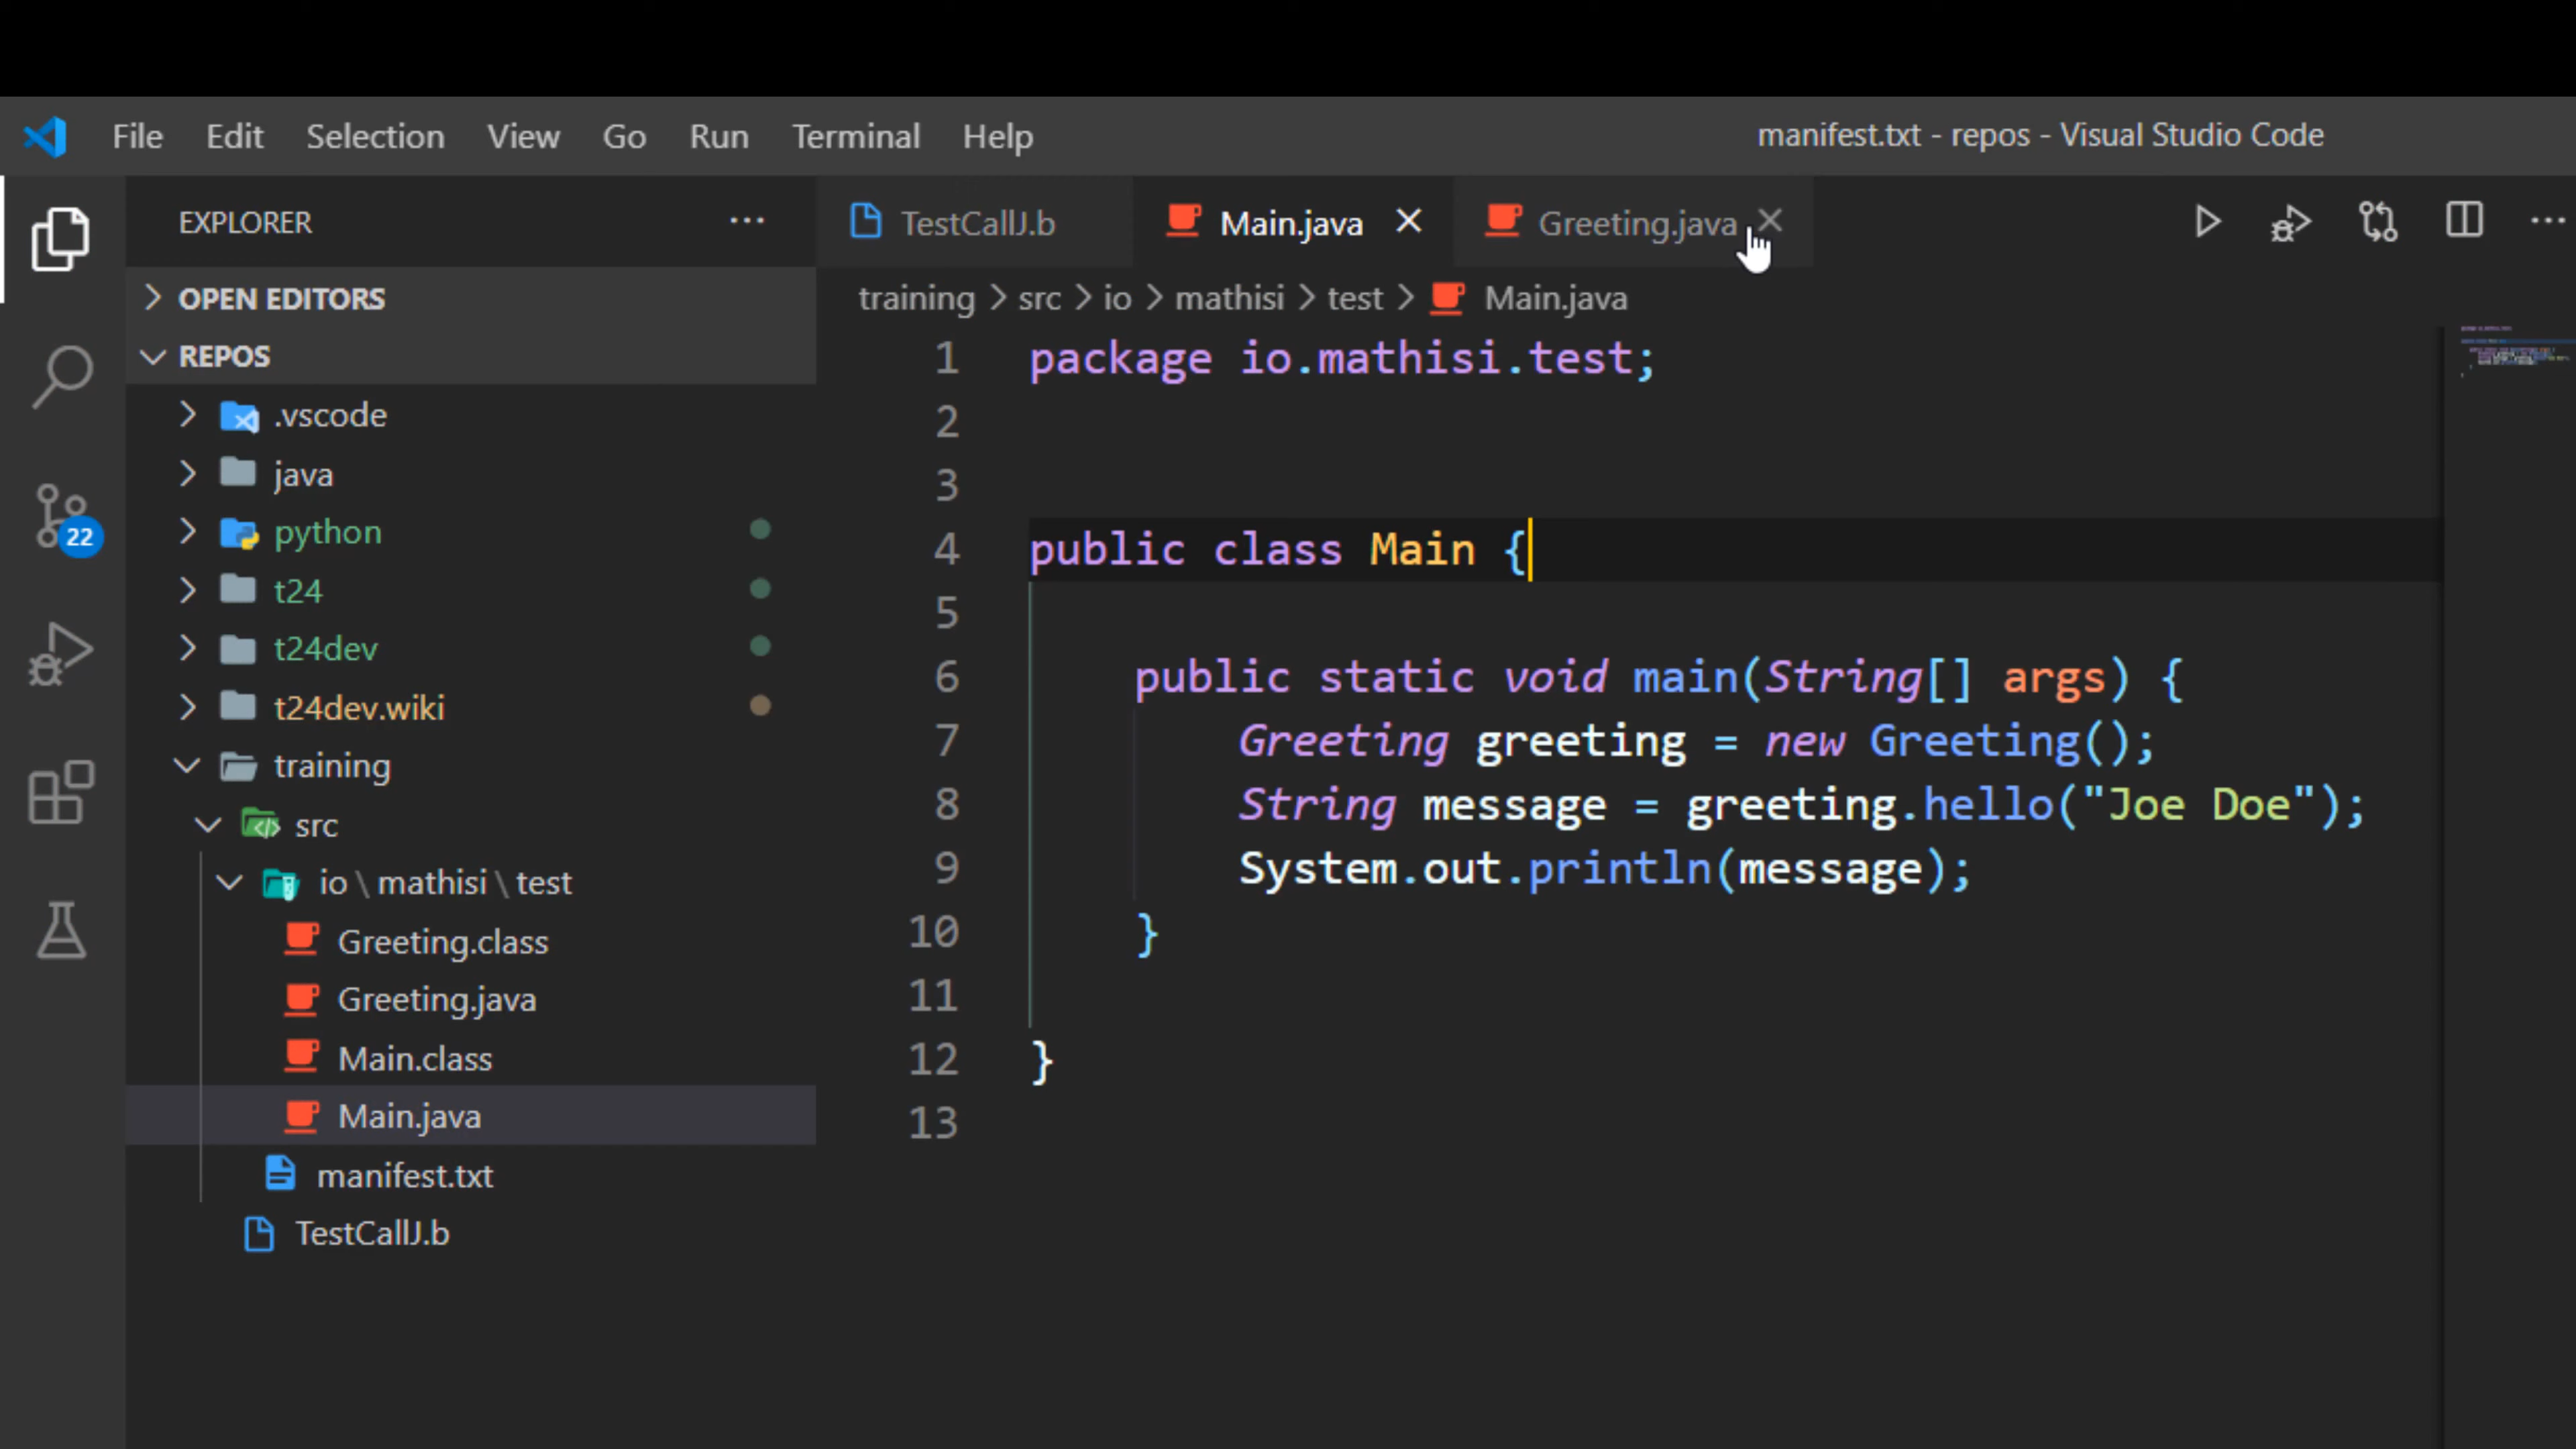 File Edit Selection View Go Run Terminal Help manifest.txt - repos - Visual Studio Code
EXPLORER
OPEN EDITORS
REPOS
.vscode
java
python
t24
t24dev
t24dev.wiki
training
src
io \ mathisi \ test
Greeting.class
Greeting.java
Main.class
Main.java
manifest.txt
TestCallJ.b
22
TestCallJ.b Main.java Greeting.java
training > src > io > mathisi > test > Main.java
1 package io.mathisi.test;
2
3
4 public class Main {
5
6 public static void main(String[] args) {
7 Greeting greeting = new Greeting();
8 String message = greeting.hello("Joe Doe");
9 System.out.println(message);
10 }
11
12 }
13